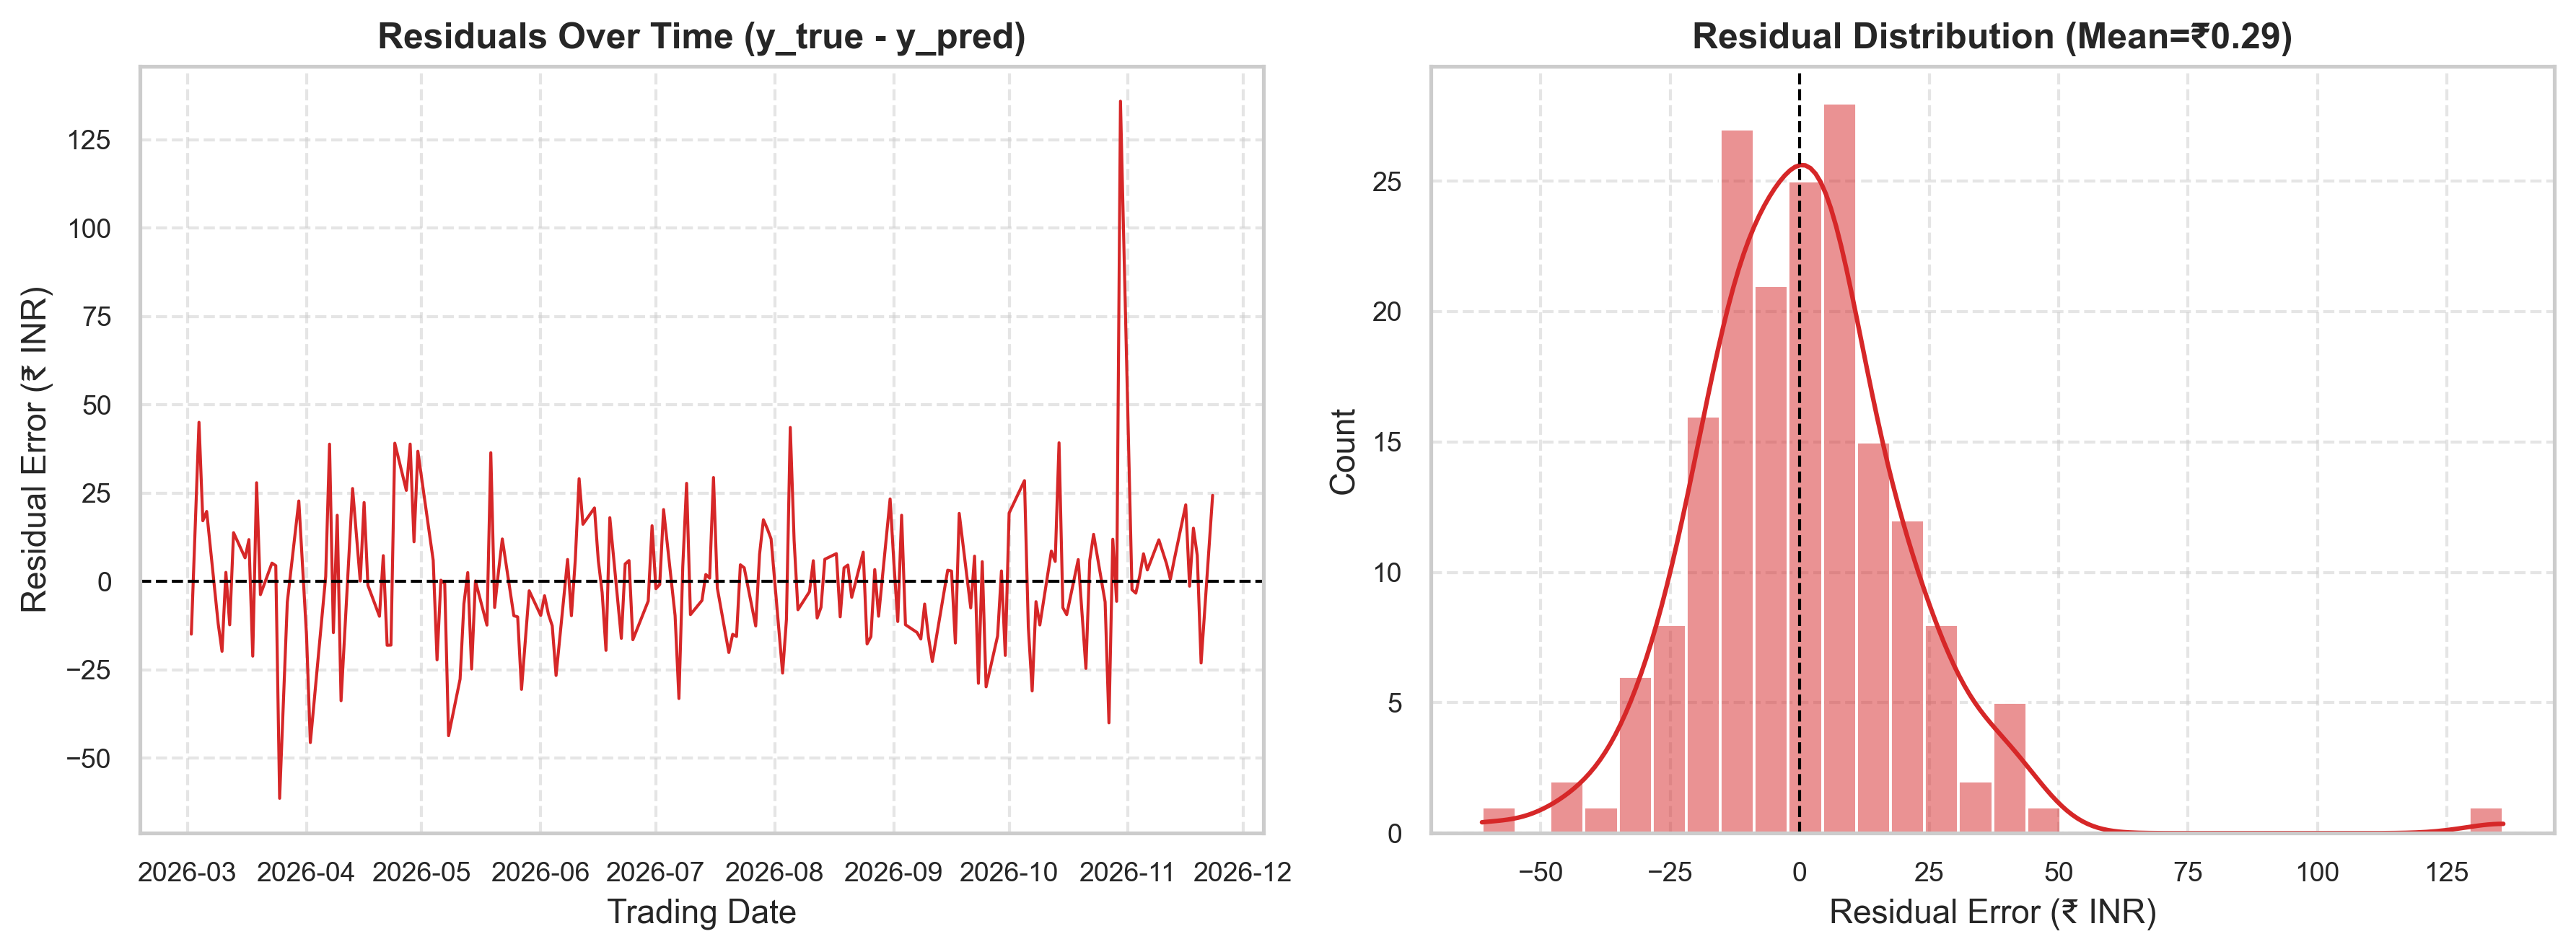 Residuals Over Time (y_true - y_pred)
125
100
75
50
25
0
−25
−50
Residual Error (₹ INR)
2026-03 2026-04 2026-05 2026-06 2026-07 2026-08 2026-09 2026-10 2026-11 2026-12
Trading Date
Residual Distribution (Mean=₹0.29)
25
20
15
10
5
0
Count
−50 −25 0 25 50 75 100 125
Residual Error (₹ INR)